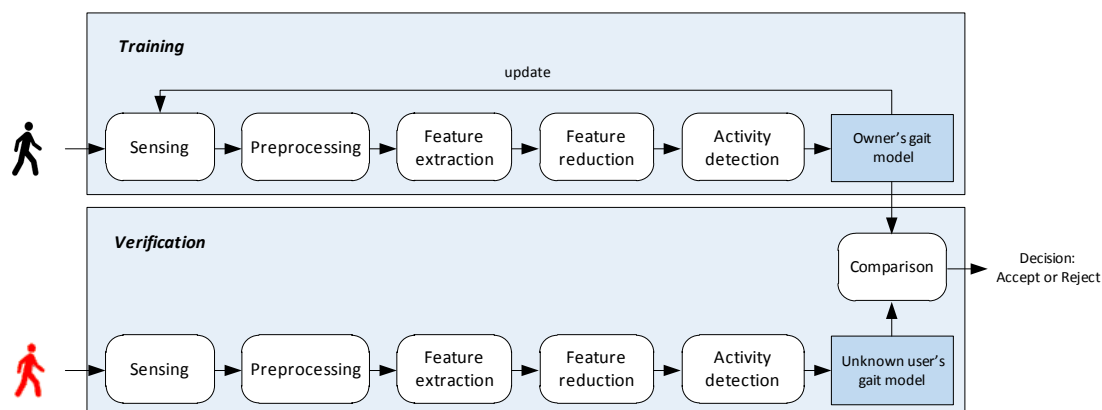 Training
update
Sensing
Preprocessing
Feature
extraction
Feature
reduction
Activity
detection
Owner's gait
model
Verification
Comparison
Decision:
Accept or Reject
Sensing
Preprocessing
Feature
extraction
Feature
reduction
Activity
detection
Unknown user's
gait model